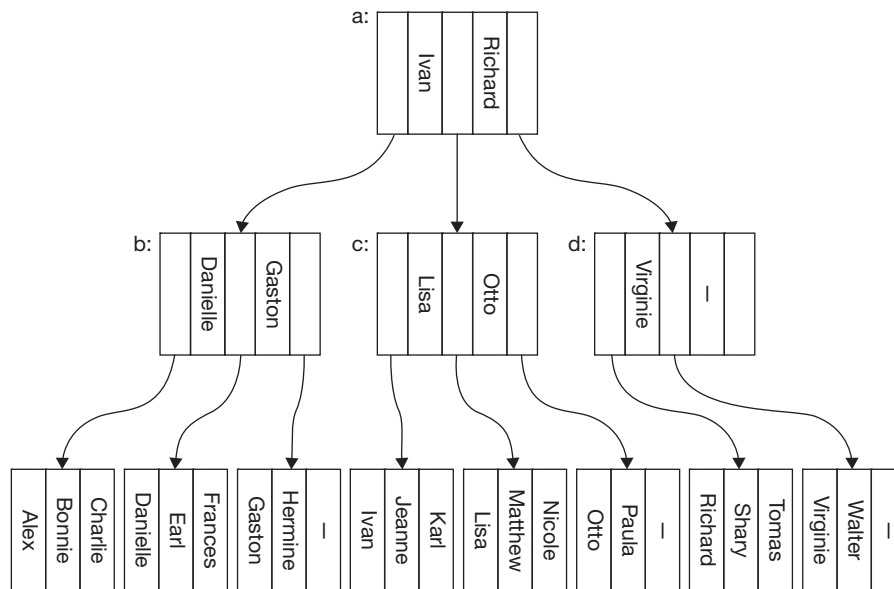 a:
Ivan
Richard
b:
Danielle
Gaston
c:
Lisa
Otto
d:
Virginie
–
Alex
Bonnie
Charlie
Danielle
Earl
Frances
Gaston
Hermine
–
Ivan
Jeanne
Karl
Lisa
Matthew
Nicole
Otto
Paula
–
Richard
Shary
Tomas
Virginie
Walter
–